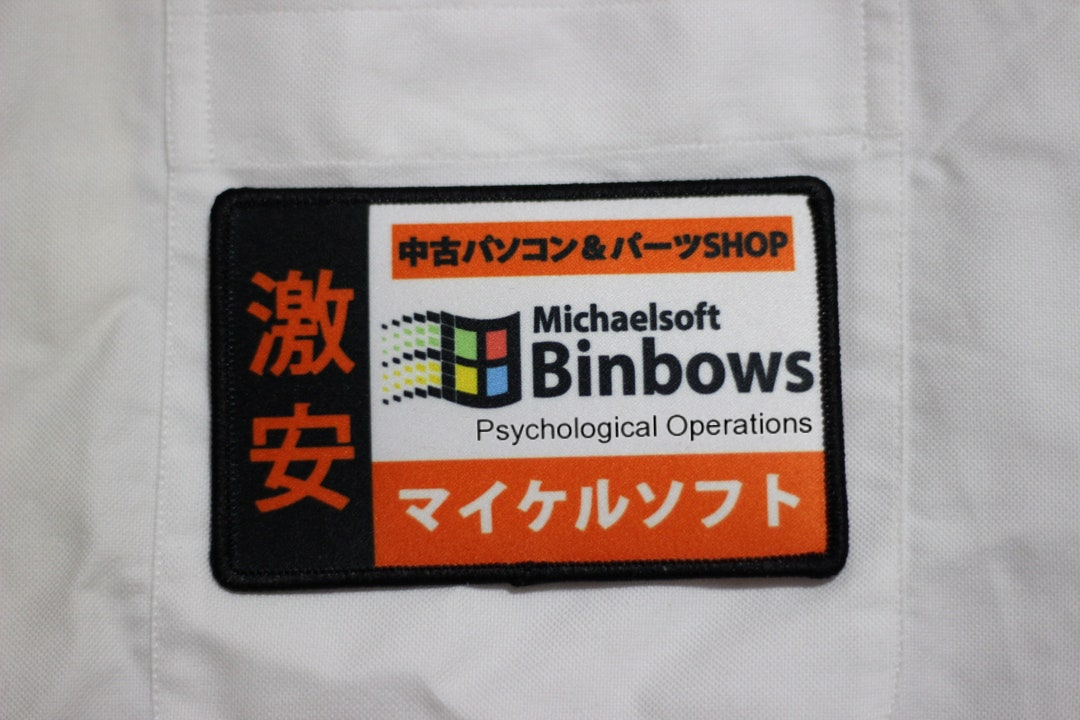 激安
中古パソコン&パーツSHOP
Michaelsoft
Binbows
Psychological Operations
マイケルソフト